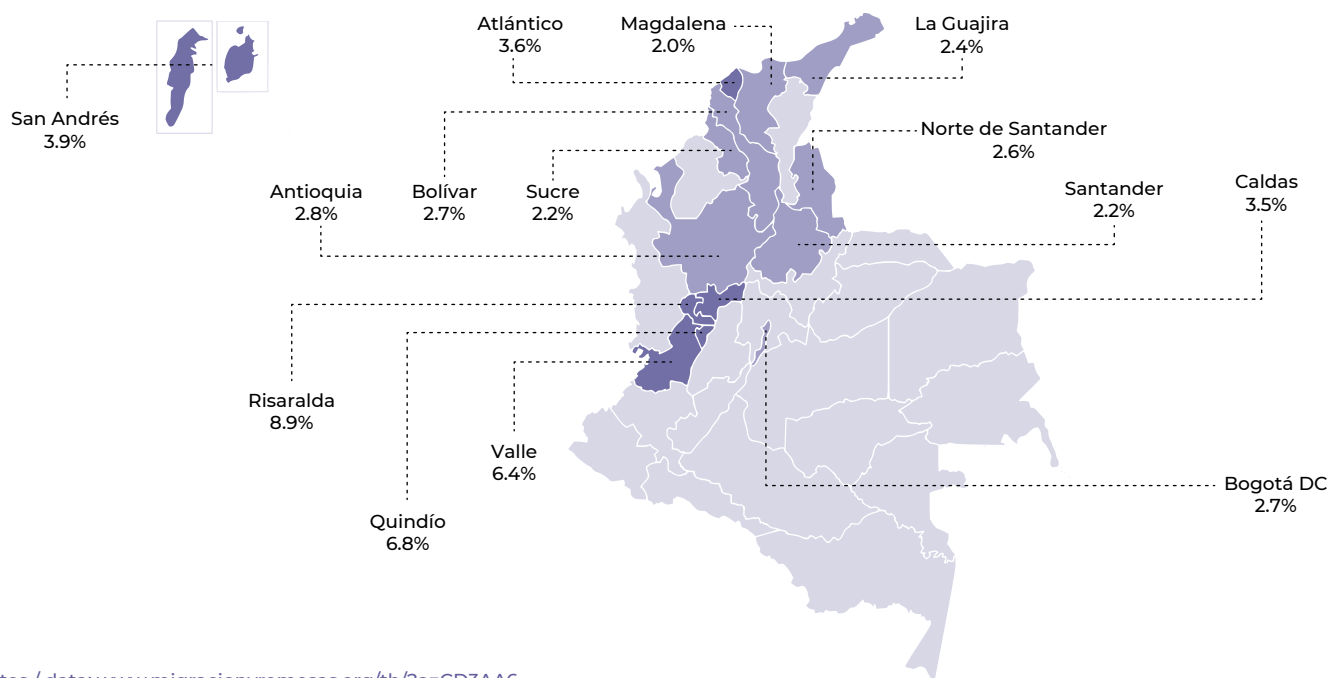 Atlántico
3.6%
Magdalena
2.0%
La Guajira
2.4%
San Andrés
3.9%
Norte de Santander
2.6%
Antioquia
2.8%
Bolívar
2.7%
Sucre
2.2%
Santander
2.2%
Caldas
3.5%
Risaralda
8.9%
Valle
6.4%
Quindío
6.8%
Bogotá DC
2.7%